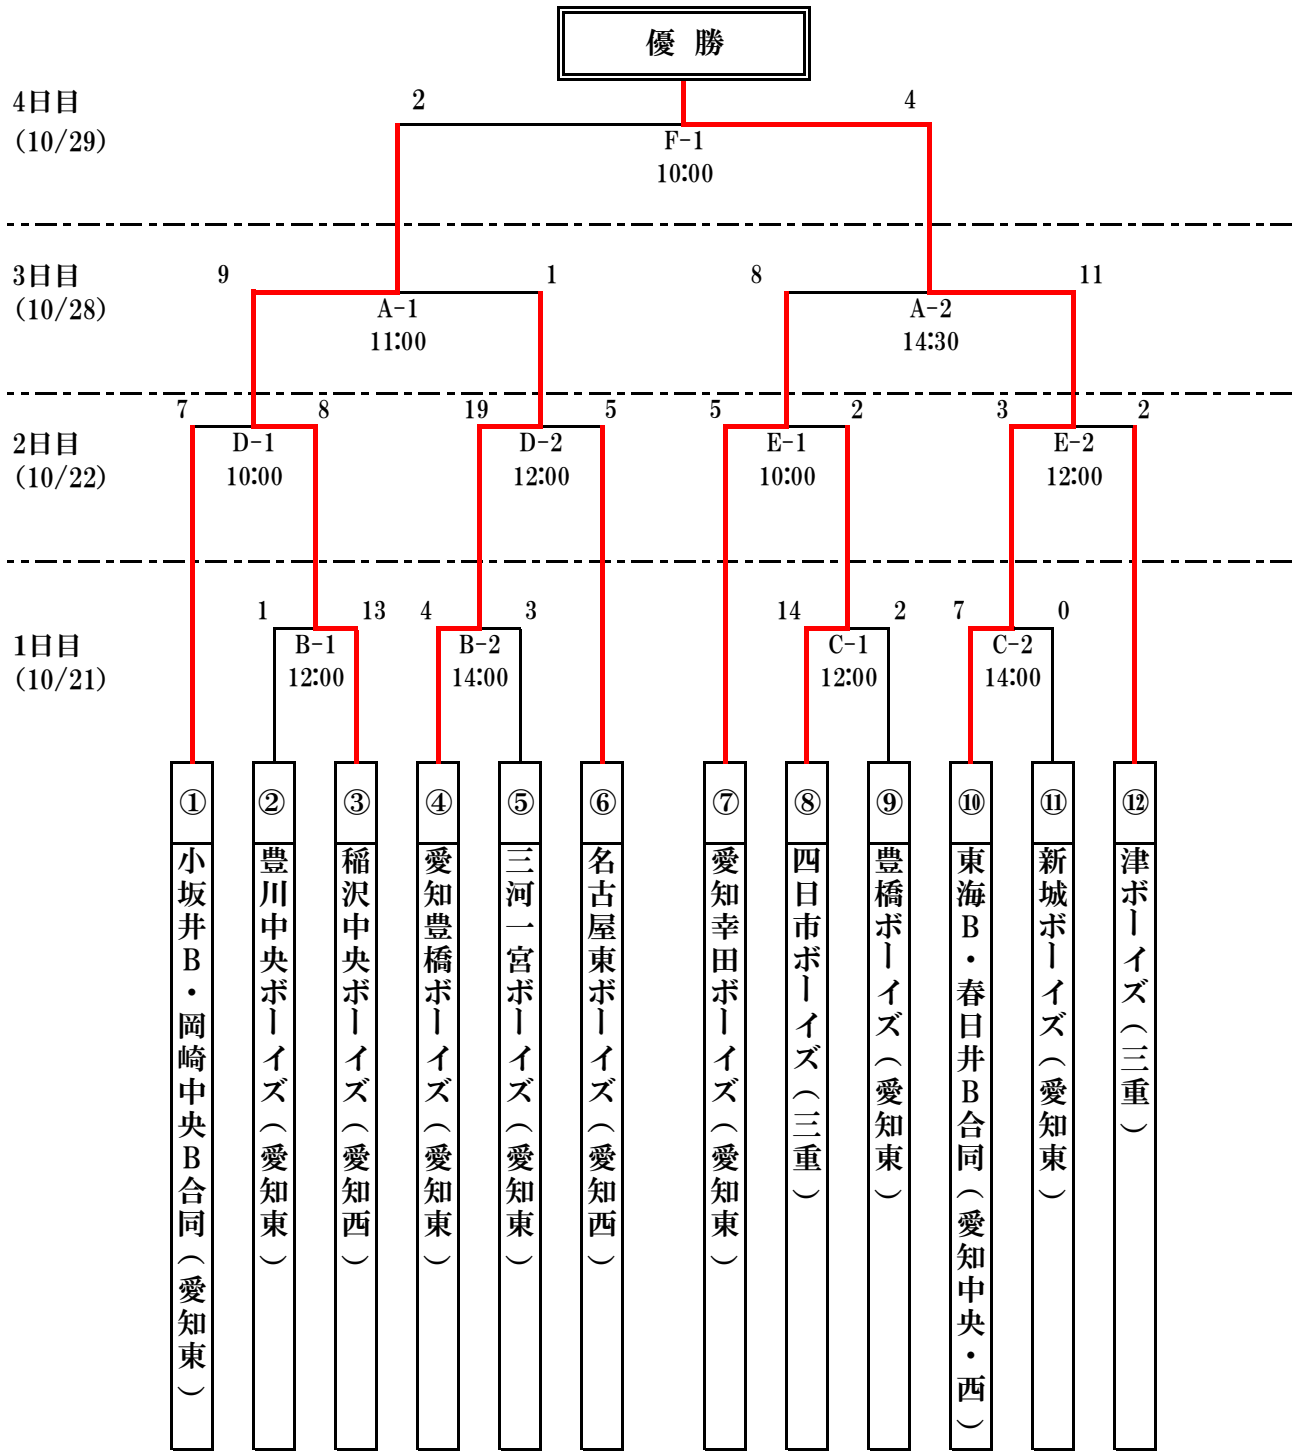 優 勝
4日目
(10/29)
2
4
F-1
10:00
3日目
(10/28)
9
1
8
11
A-1
11:00
A-2
14:30
2日目
(10/22)
7
8
19
5
5
2
3
2
D-1
10:00
D-2
12:00
E-1
10:00
E-2
12:00
1日目
(10/21)
1
13
4
3
14
2
7
0
B-1
12:00
B-2
14:00
C-1
12:00
C-2
14:00
①
小坂井B・岡崎中央B合同(愛知東)
②
豊川中央ボーイズ(愛知東)
③
稲沢中央ボーイズ(愛知西)
④
愛知豊橋ボーイズ(愛知東)
⑤
三河一宮ボーイズ(愛知東)
⑥
名古屋東ボーイズ(愛知西)
⑦
愛知幸田ボーイズ(愛知東)
⑧
四日市ボーイズ(三重)
⑨
豊橋ボーイズ(愛知東)
⑩
東海B・春日井B合同(愛知中央・西)
⑪
新城ボーイズ(愛知東)
⑫
津ボーイズ(三重)